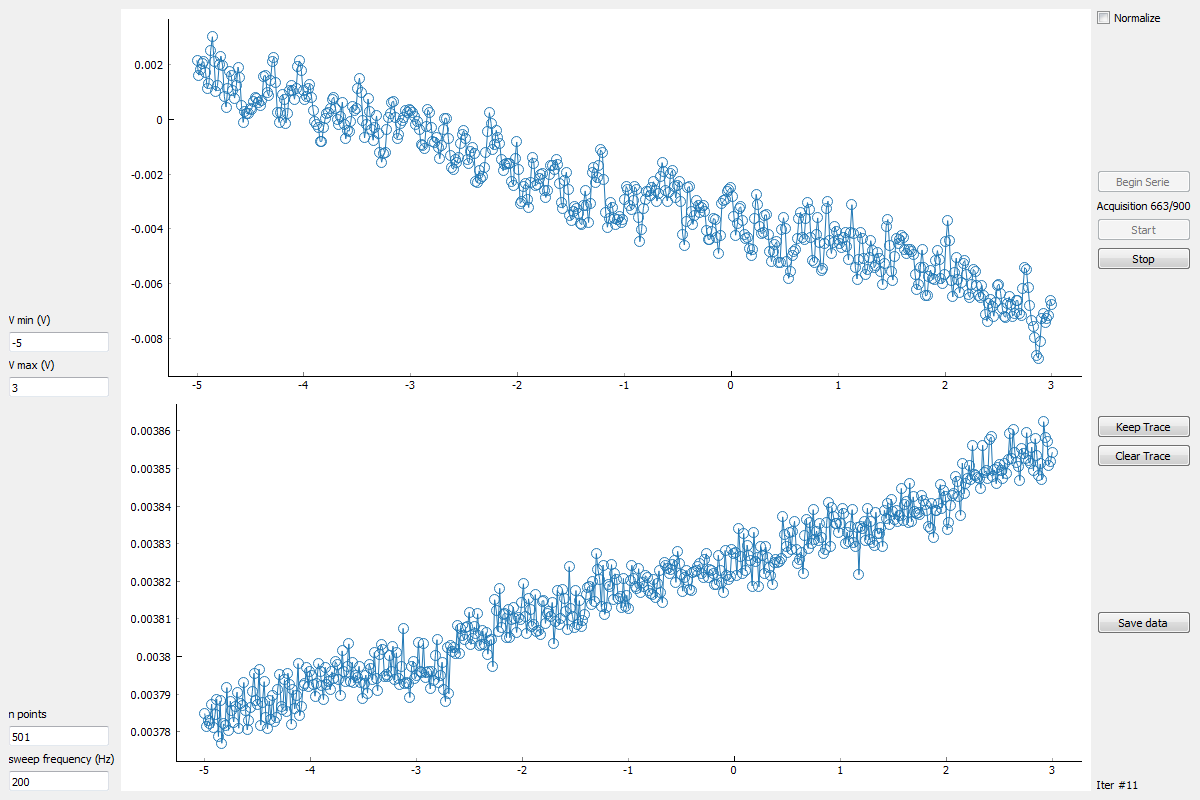 Normalize
0.002
0
-0.002
-0.004
-0.006
-0.008
-5 -4 -3 -2 -1 0 1 2 3
Begin Serie
Acquisition 663/900
Start
Stop
V min (V)
-5
V max (V)
3
0.00386
0.00385
0.00384
0.00383
0.00382
0.00381
0.0038
0.00379
0.00378
-5 -4 -3 -2 -1 0 1 2 3
Keep Trace
Clear Trace
Save data
n points
501
sweep frequency (Hz)
200
Iter #11